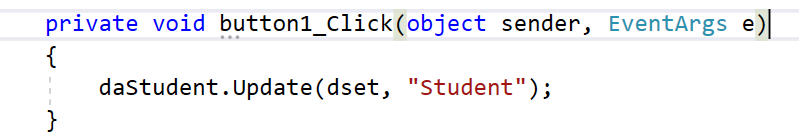 private void button1_Click(object sender, EventArgs e)
{
    daStudent.Update(dset, "Student");
}